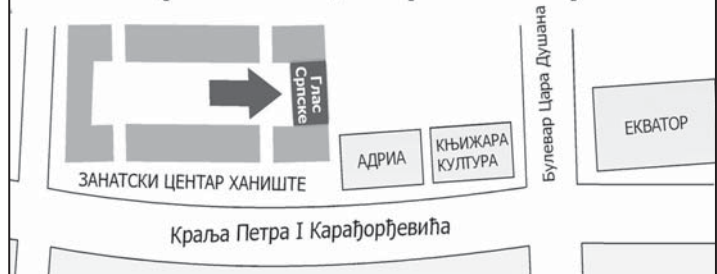 Глас
Српске
Булевар Цара Душана
ЕКВАТОР
АДРИА
КЊИЖАРА
КУЛТУРА
ЗАНАТСКИ ЦЕНТАР ХАНИШТЕ
Краља Петра I Карађорђевића